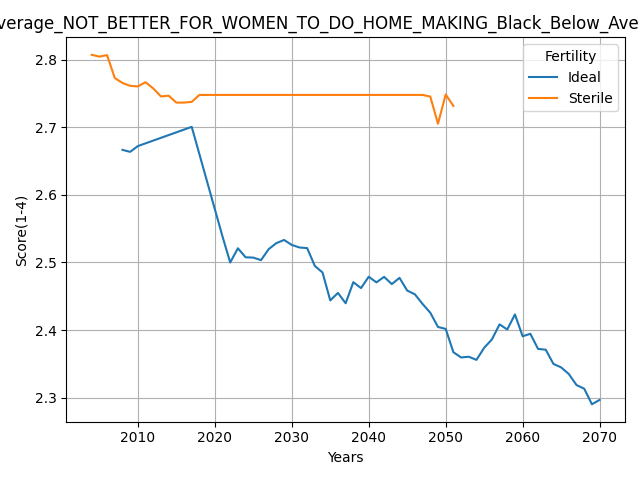 verage_NOT_BETTER_FOR_WOMEN_TO_DO_HOME_MAKING_Black_Below_Ave
Fertility
Ideal
Sterile
2.8
2.7
2.6
2.5
2.4
2.3
Score(1-4)
2010 2020 2030 2040 2050 2060 2070
Years